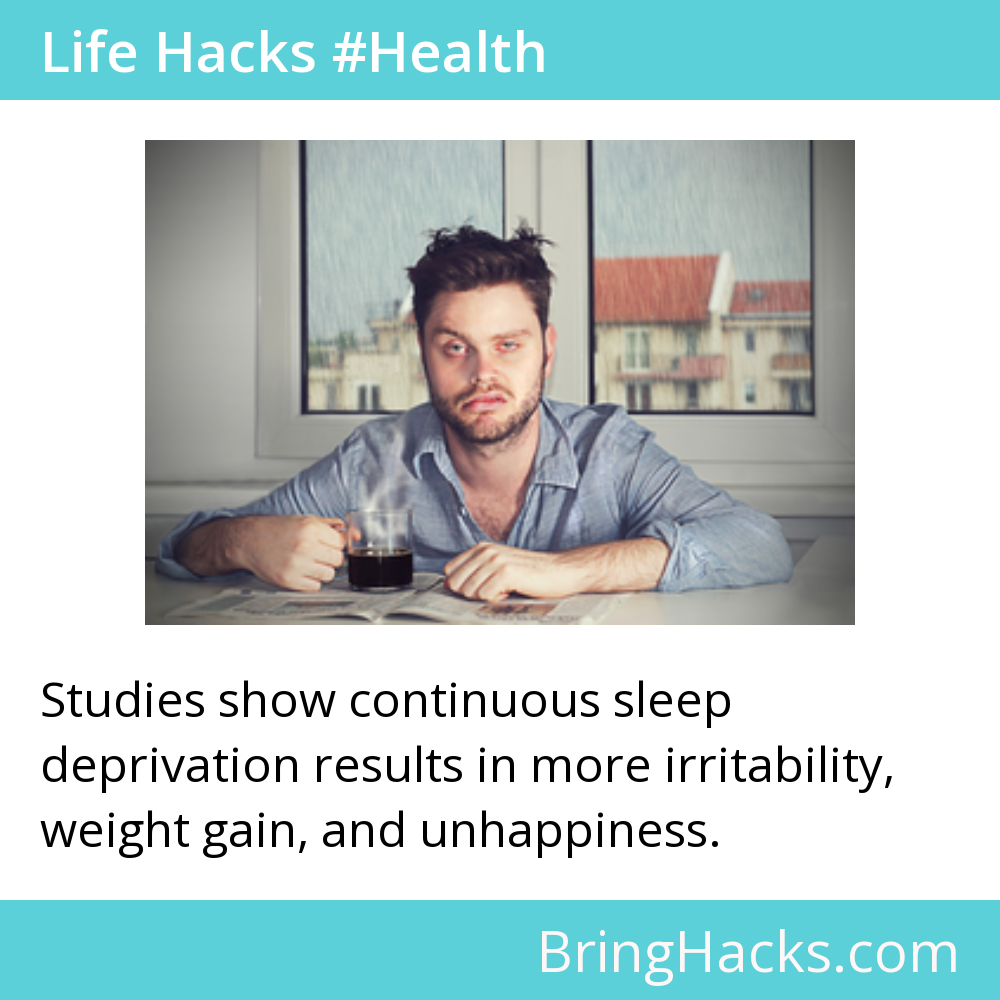 Life Hacks #Health
Studies show continuous sleep
deprivation results in more irritability,
weight gain, and unhappiness.
BringHacks.com